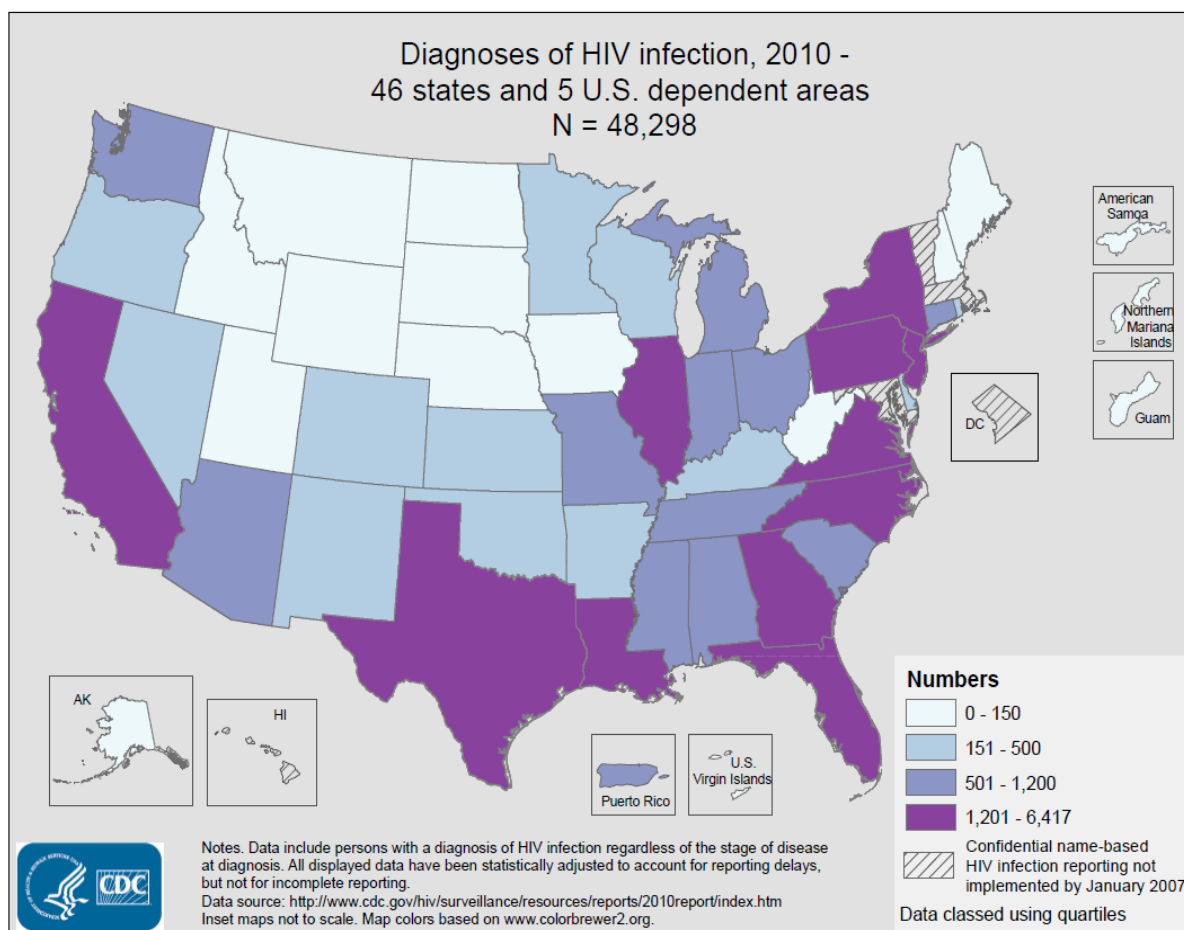 Diagnoses of HIV infection, 2010 -
46 states and 5 U.S. dependent areas
N = 48,298
American
Samoa
Northern
Mariana
Islands
Guam
DC
AK
HI
Puerto Rico
U.S.
Virgin Islands
Numbers
0 - 150
151 - 500
501 - 1,200
1,201 - 6,417
Confidential name-based
HIV infection reporting not
implemented by January 2007
Data classed using quartiles
CDC
Notes. Data include persons with a diagnosis of HIV infection regardless of the stage of disease
at diagnosis. All displayed data have been statistically adjusted to account for reporting delays,
but not for incomplete reporting.
Data source: http://www.cdc.gov/hiv/surveillance/resources/reports/2010report/index.htm
Inset maps not to scale. Map colors based on www.colorbrewer2.org.